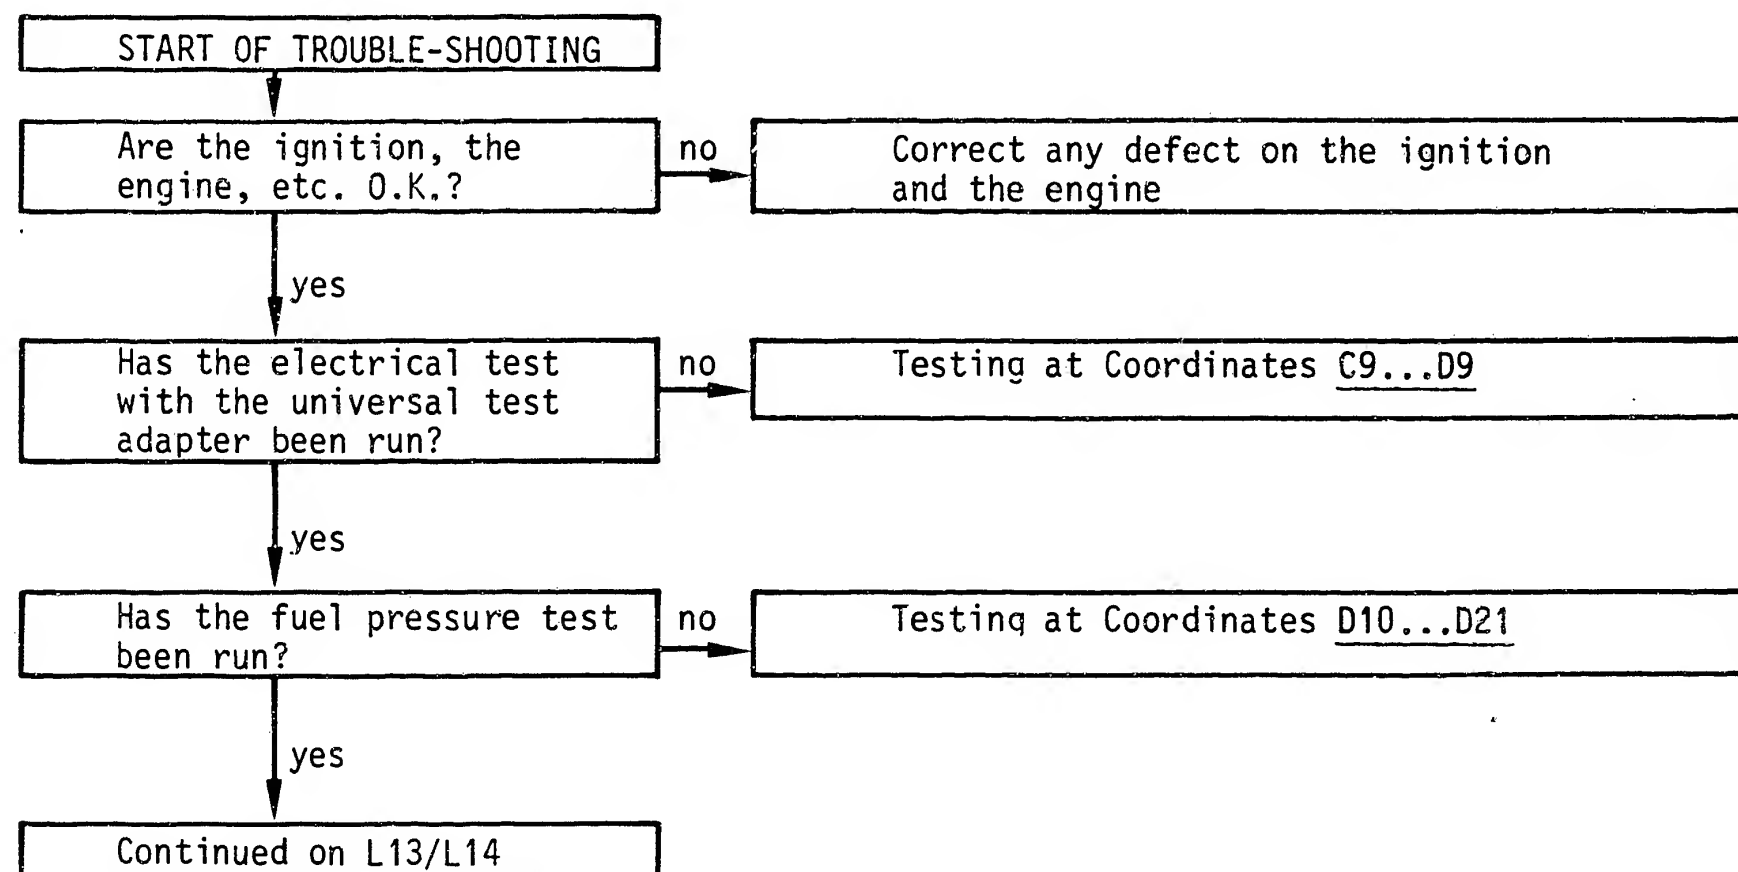 START OF TROUBLE-SHOOTING
Are the ignition, the
engine, etc. O.K.?
no
Correct any defect on the ignition
and the engine
yes
Has the electrical test
with the universal test
adapter been run?
no
Testing at Coordinates C9...D9
yes
Has the fuel pressure test
been run?
no
Testing at Coordinates D10...D21
yes
Continued on L13/L14